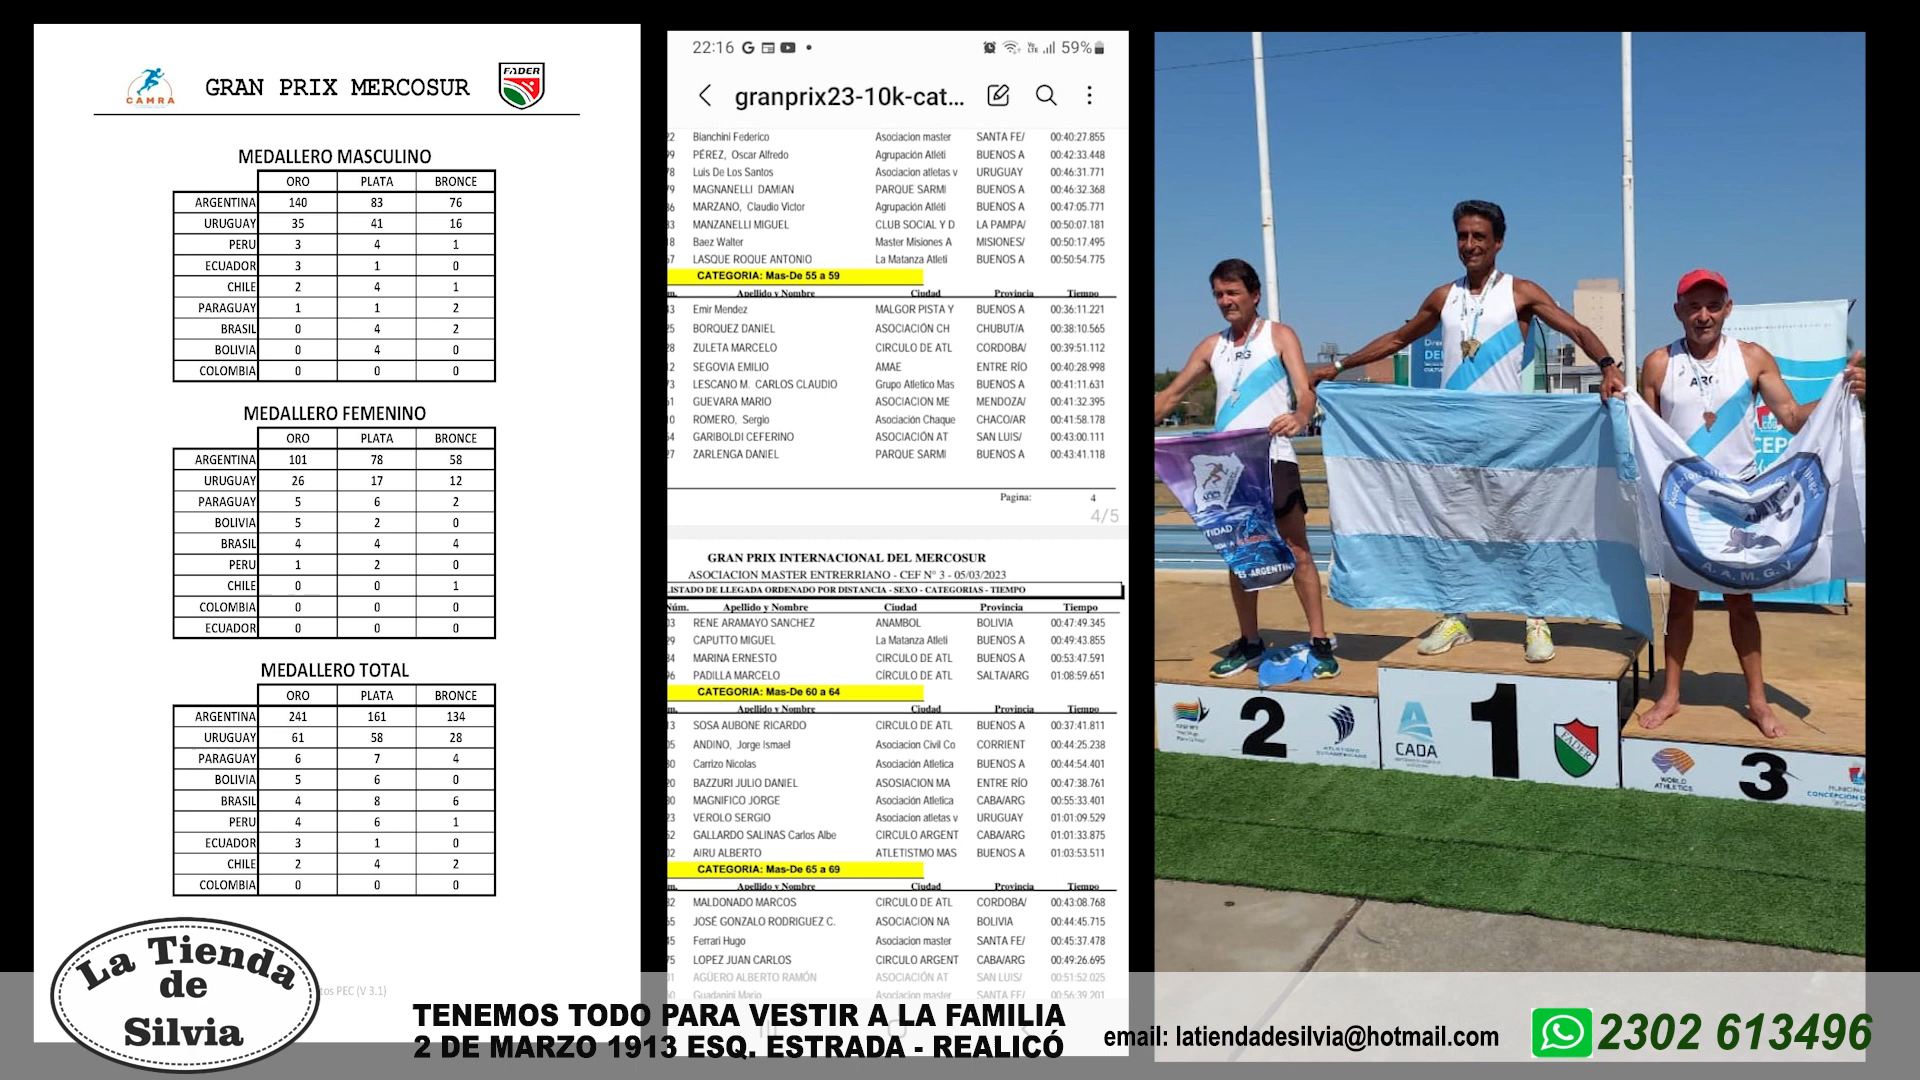 CAMRA
GRAN PRIX MERCOSUR
FADER
MEDALLERO MASCULINO
ORO PLATA BRONCE
ARGENTINA 140 83 76
URUGUAY 35 41 16
PERU 3 4 1
ECUADOR 3 1 0
CHILE 2 4 1
PARAGUAY 1 1 2
BRASIL 0 4 2
BOLIVIA 0 4 0
COLOMBIA 0 0 0
MEDALLERO FEMENINO
ORO PLATA BRONCE
ARGENTINA 101 78 58
URUGUAY 26 17 12
PARAGUAY 5 6 2
BOLIVIA 5 2 0
BRASIL 4 4 4
PERU 1 2 0
CHILE 0 0 1
COLOMBIA 0 0 0
ECUADOR 0 0 0
MEDALLERO TOTAL
ORO PLATA BRONCE
ARGENTINA 241 161 134
URUGUAY 61 58 28
PARAGUAY 6 7 4
BOLIVIA 5 6 0
BRASIL 4 8 6
PERU 4 6 1
ECUADOR 3 1 0
CHILE 2 4 2
COLOMBIA 0 0 0
PEC (V 3.1)
22:16 59%
granprix23-10k-cat...
Bianchini Federico Asociacion master SANTA FE/ 00:40:27.855
PÉREZ, Oscar Alfredo Agrupación Atléti BUENOS A 00:42:33.448
Luis De Los Santos Asociacion atletas v URUGUAY 00:46:31.771
MAGNANELLI DAMIAN PARQUE SARMI BUENOS A 00:46:32.368
MARZANO, Claudio Victor Agrupación Atléti BUENOS A 00:47:05.771
MANZANELLI MIGUEL CLUB SOCIAL Y D LA PAMPA/ 00:50:07.181
Baez Walter Master Misiones A MISIONES/ 00:50:17.495
LASQUE ROQUE ANTONIO La Matanza Atleti BUENOS A 00:50:54.775
CATEGORIA: Mas-De 55 a 59
Apellido y Nombre Ciudad Provincia Tiempo
Emir Mendez MALGOR PISTA Y BUENOS A 00:36:11.221
BORQUEZ DANIEL ASOCIACIÓN CH CHUBUT/A 00:38:10.565
ZULETA MARCELO CIRCULO DE ATL CORDOBA/ 00:39:51.112
SEGOVIA EMILIO AMAE ENTRE RÍO 00:40:28.998
LESCANO M. CARLOS CLAUDIO Grupo Atletico Mas BUENOS A 00:41:11.631
GUEVARA MARIO ASOCIACION ME MENDOZA/ 00:41:32.395
ROMERO, Sergio Asociación Chaque CHACO/AR 00:41:58.178
GARIBOLDI CEFERINO ASOCIACIÓN AT SAN LUIS/ 00:43:00.111
ZARLENGA DANIEL PARQUE SARMI BUENOS A 00:43:41.118
Pagina: 4
4/5
GRAN PRIX INTERNACIONAL DEL MERCOSUR
ASOCIACION MASTER ENTRERRIANO - CEF N° 3 - 05/03/2023
LISTADO DE LLEGADA ORDENADO POR DISTANCIA - SEXO - CATEGORIAS - TIEMPO
Núm. Apellido y Nombre Ciudad Provincia Tiempo
RENE ARAMAYO SANCHEZ ANAMBOL BOLIVIA 00:47:49.345
CAPUTTO MIGUEL La Matanza Atleti BUENOS A 00:49:43.855
MARINA ERNESTO CIRCULO DE ATL BUENOS A 00:53:47.591
PADILLA MARCELO CÍRCULO DE ATL SALTA/ARG 01:08:59.651
CATEGORIA: Mas-De 60 a 64
Apellido y Nombre Ciudad Provincia Tiempo
SOSA AUBONE RICARDO CIRCULO DE ATL BUENOS A 00:37:41.811
ANDINO, Jorge Ismael Asociacion Civil Co CORRIENT 00:44:25.238
Carrizo Nicolas Asociación Atletica BUENOS A 00:44:54.401
BAZZURI JULIO DANIEL ASOSIACION MA ENTRE RÍO 00:47:38.761
MAGNIFICO JORGE Asociación Atletica CABA/ARG 00:55:33.401
VEROLO SERGIO Asociacion atletas v URUGUAY 01:01:09.529
GALLARDO SALINAS Carlos Albe CIRCULO ARGENT CABA/ARG 01:01:33.875
AIRU ALBERTO ATLETISTMO MAS BUENOS A 01:03:53.511
CATEGORIA: Mas-De 65 a 69
Apellido y Nombre Ciudad Provincia Tiempo
MALDONADO MARCOS CIRCULO DE ATL CORDOBA/ 00:43:08.768
JOSÉ GONZALO RODRIGUEZ C. ASOCIACION NA BOLIVIA 00:44:45.715
Ferrari Hugo Asociacion master SANTA FE/ 00:45:37.478
LOPEZ JUAN CARLOS CIRCULO ARGENT CABA/ARG 00:49:26.695
AGÜERO ALBERTO RAMÓN ASOCIACIÓN AT SAN LUIS/ 00:51:52.025
Guadanini Mario Asociacion master SANTA FE/ 00:56:39.201
ARG
A.A.M.G.V.
2
CADA
1
FADER
WORLD ATHLETICS
3
La Tienda
de
Silvia
TENEMOS TODO PARA VESTIR A LA FAMILIA
2 DE MARZO 1913 ESQ. ESTRADA - REALICÓ
email: latiendadesilvia@hotmail.com
2302 613496